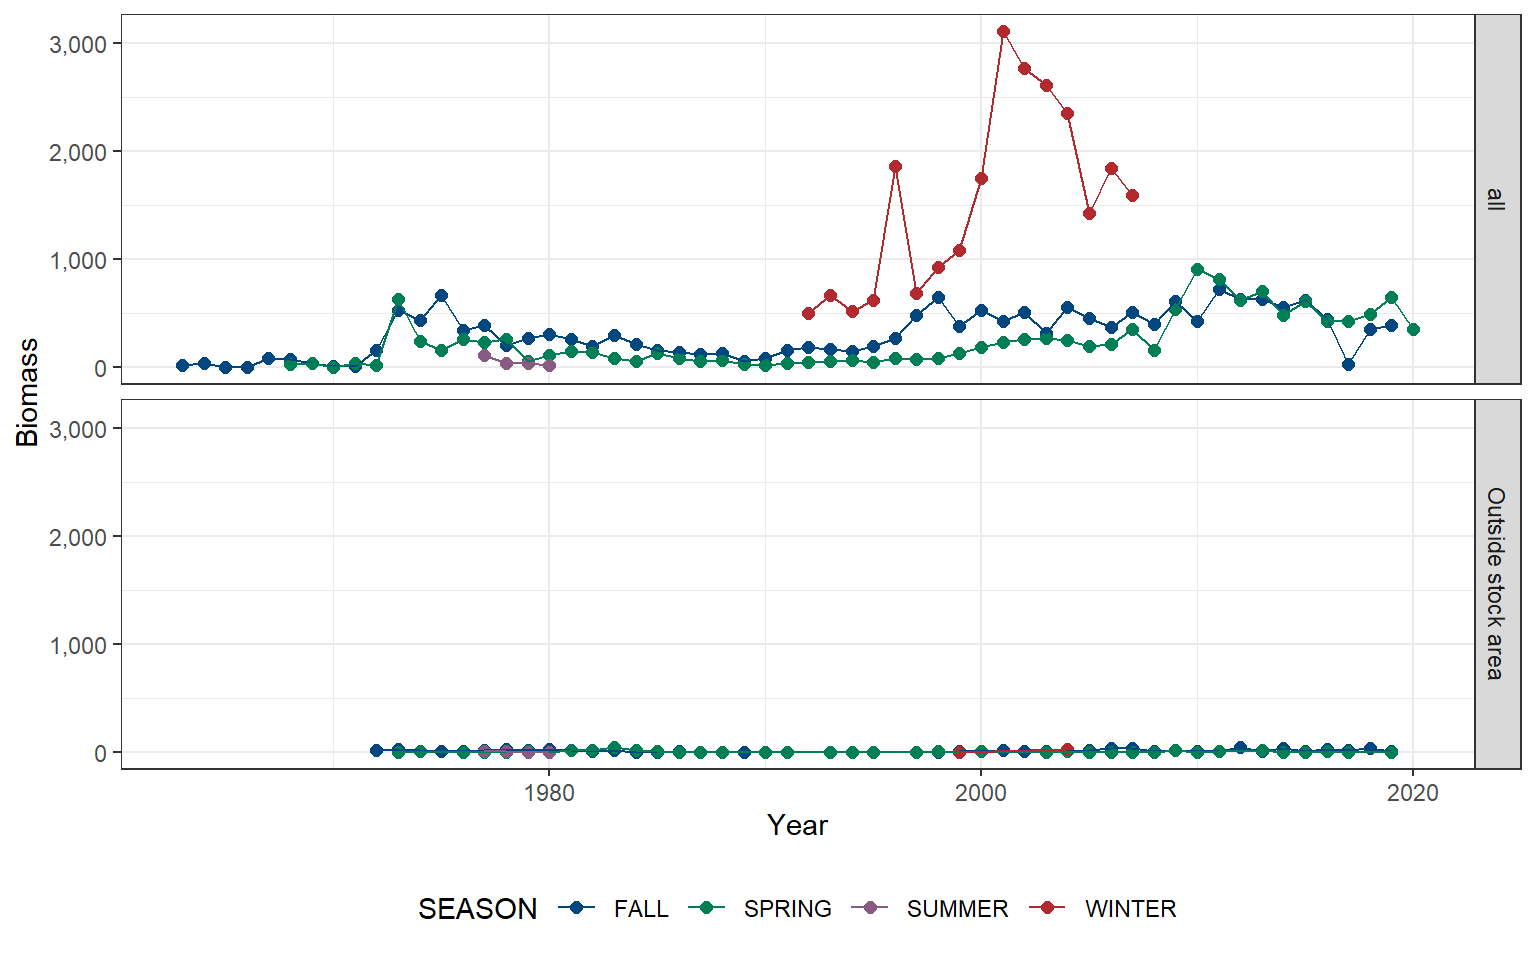 3,000
2,000
1,000
0
all
Biomass
3,000
2,000
1,000
0
Outside stock area
1980 2000 2020
Year
SEASON FALL SPRING SUMMER WINTER